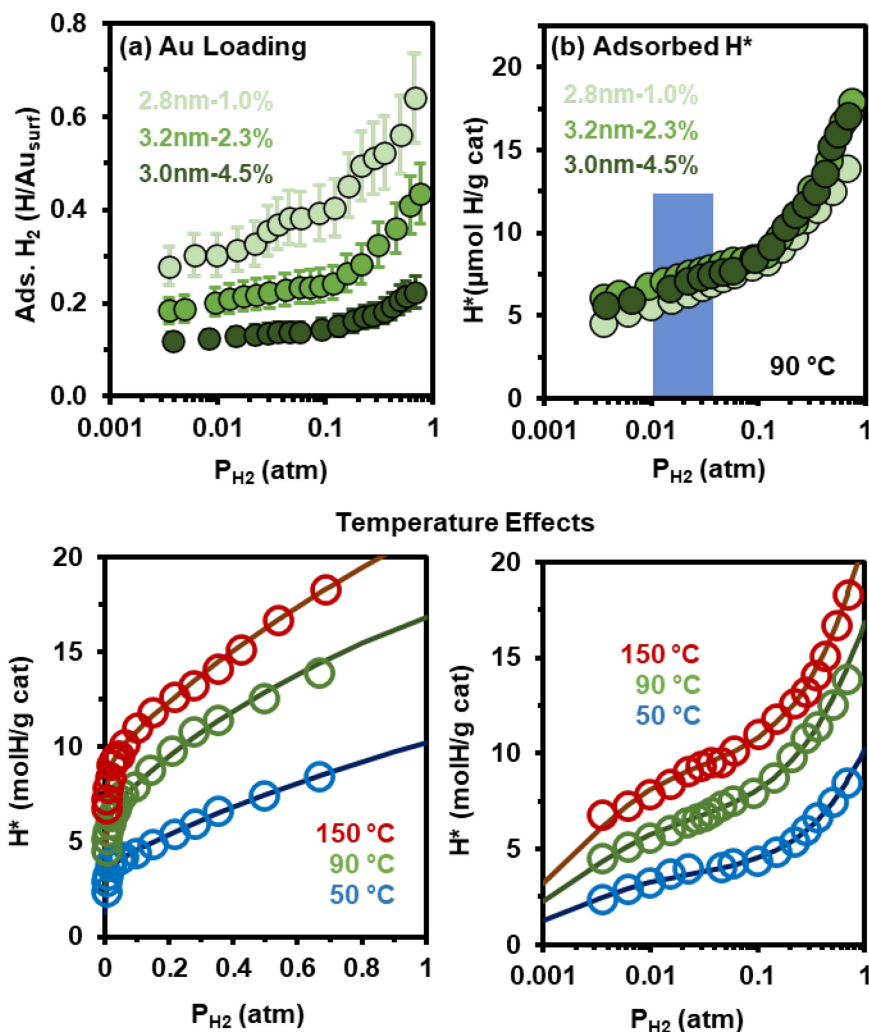 (a) Au Loading
2.8nm-1.0%
3.2nm-2.3%
3.0nm-4.5%
Ads. H2 (H/Ausurf)
0.8
0.6
0.4
0.2
0.0
0.001
0.01
0.1
1
PH2 (atm)
(b) Adsorbed H*
2.8nm-1.0%
3.2nm-2.3%
3.0nm-4.5%
H*(μmol H/g cat)
20
15
10
5
0
90 °C
0.001
0.01
0.1
1
PH2 (atm)
Temperature Effects
H* (molH/g cat)
20
15
10
5
0
150 °C
90 °C
50 °C
0
0.2
0.4
0.6
0.8
1
PH2 (atm)
H* (molH/g cat)
20
15
10
5
0
150 °C
90 °C
50 °C
0.001
0.01
0.1
1
PH2 (atm)